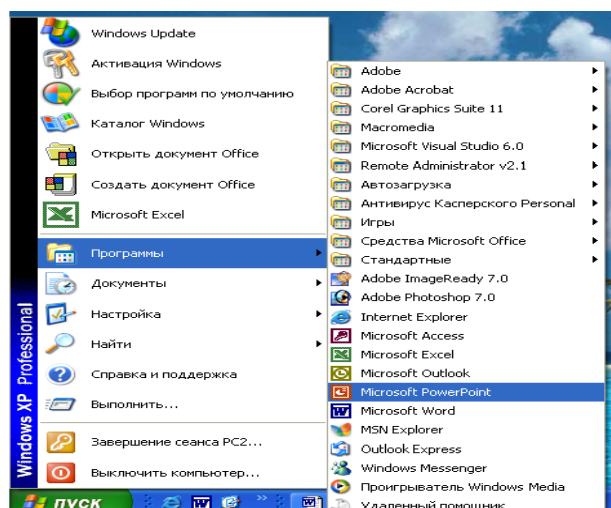 Windows Update
Активация Windows
Выбор программ по умолчанию
Каталог Windows
Открыть документ Office
Создать документ Office
Microsoft Excel
Программы
Документы
Настройка
Найти
Справка и поддержка
Выполнить...
Завершение сеанса PC2...
Выключить компьютер...
Windows XP Professional
пуск
Adobe
Adobe Acrobat
Corel Graphics Suite 11
Macromedia
Microsoft Visual Studio 6.0
Remote Administrator v2.1
Автозагрузка
Антивирус Касперского Personal
Игры
Средства Microsoft Office
Стандартные
Adobe ImageReady 7.0
Adobe Photoshop 7.0
Internet Explorer
Microsoft Access
Microsoft Excel
Microsoft Outlook
Microsoft PowerPoint
Microsoft Word
MSN Explorer
Outlook Express
Windows Messenger
Проигрыватель Windows Media
Удаленный помощник